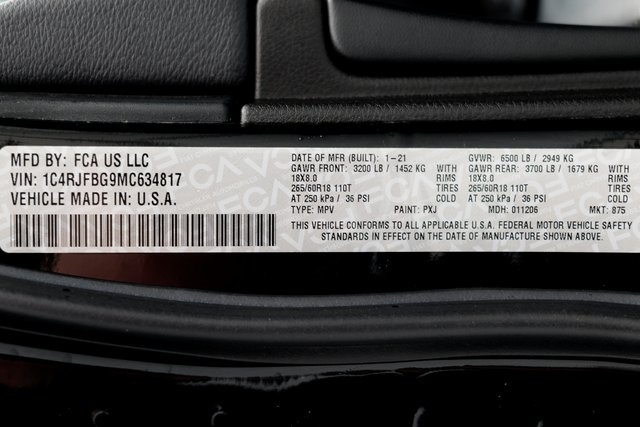 MFD BY: FCA US LLC
VIN: 1C4RJFBG9MC634817
VEHICLE MADE IN: U.S.A.
DATE OF MFR (BUILT): 1-21 GVWR: 6500 LB / 2949 KG
GAWR FRONT: 3200 LB / 1452 KG WITH GAWR REAR: 3700 LB / 1679 KG WITH
18X8.0 RIMS 18X8.0 RIMS
265/60R18 110T TIRES 265/60R18 110T TIRES
AT 250 kPa / 36 PSI COLD AT 250 kPa / 36 PSI COLD
TYPE: MPV PAINT: PXJ MDH: 011206 MKT: 875
THIS VEHICLE CONFORMS TO ALL APPLICABLE U.S.A. FEDERAL MOTOR VEHICLE SAFETY
STANDARDS IN EFFECT ON THE DATE OF MANUFACTURE SHOWN ABOVE.